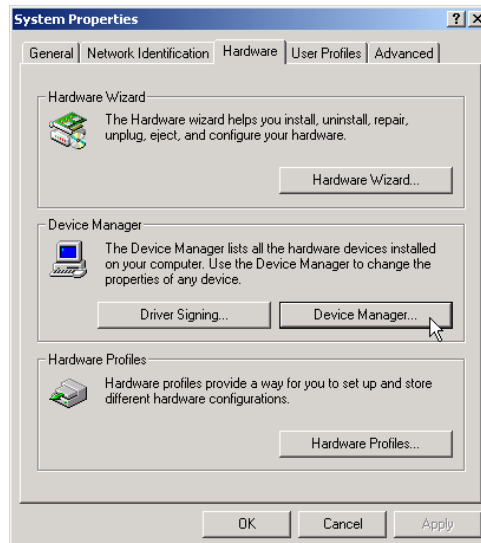 System Properties
General
Network Identification
Hardware
User Profiles
Advanced
Hardware Wizard
The Hardware wizard helps you install, uninstall, repair,
unplug, eject, and configure your hardware.
Hardware Wizard...
Device Manager
The Device Manager lists all the hardware devices installed
on your computer. Use the Device Manager to change the
properties of any device.
Driver Signing...
Device Manager...
Hardware Profiles
Hardware profiles provide a way for you to set up and store
different hardware configurations.
Hardware Profiles...
OK
Cancel
Apply